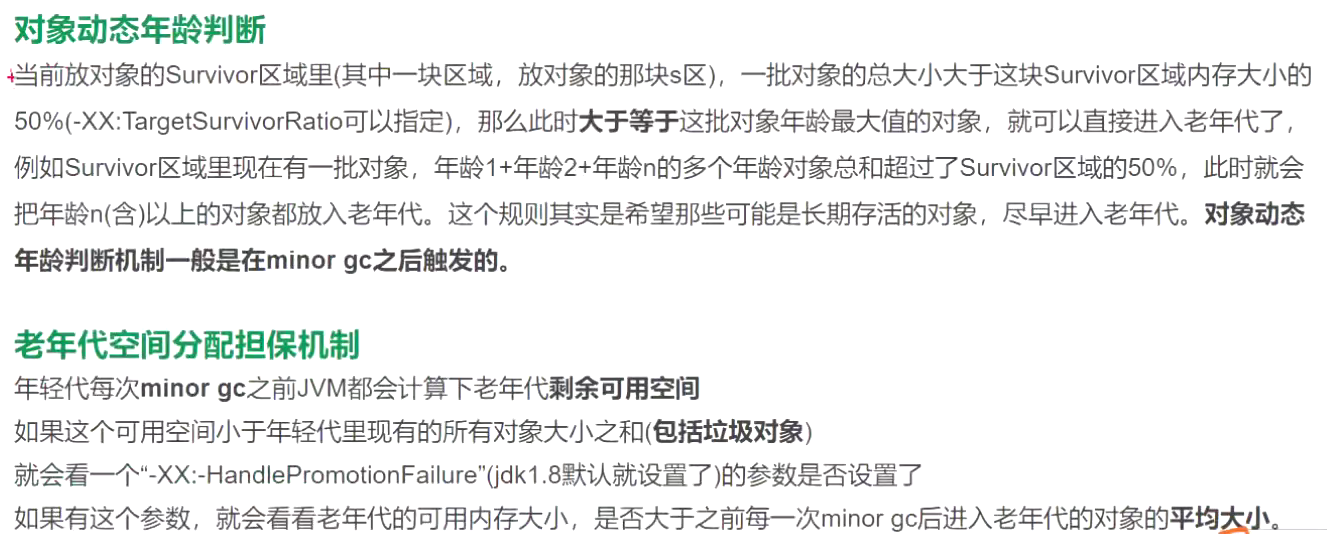 对象动态年龄判断
当前放对象的Survivor区域里(其中一块区域，放对象的那块s区)，一批对象的总大小大于这块Survivor区域内存大小的
50%(-XX:TargetSurvivorRatio可以指定)，那么此时大于等于这批对象年龄最大值的对象，就可以直接进入老年代了，
例如Survivor区域里现在有一批对象，年龄1+年龄2+年龄n的多个年龄对象总和超过了Survivor区域的50%，此时就会
把年龄n(含)以上的对象都放入老年代。这个规则其实是希望那些可能是长期存活的对象，尽早进入老年代。对象动态
年龄判断机制一般是在minor gc之后触发的。
老年代空间分配担保机制
年轻代每次minor gc之前JVM都会计算下老年代剩余可用空间
如果这个可用空间小于年轻代里现有的所有对象大小之和(包括垃圾对象)
就会看一个“-XX:-HandlePromotionFailure”(jdk1.8默认就设置了)的参数是否设置了
如果有这个参数，就会看看老年代的可用内存大小，是否大于之前每一次minor gc后进入老年代的对象的平均大小。